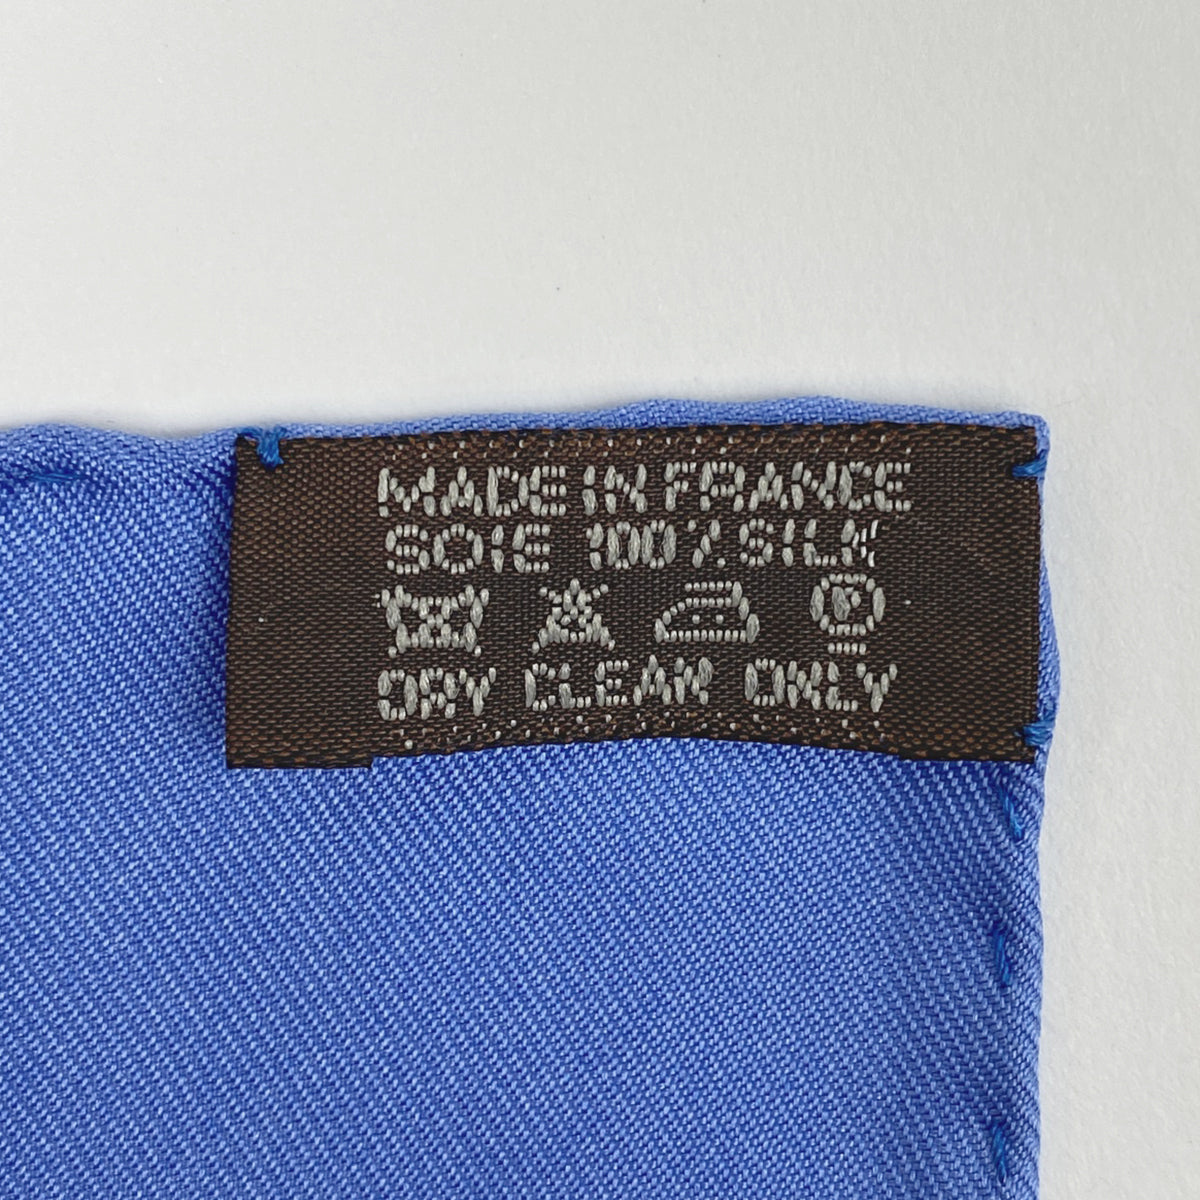 MADE IN FRANCE
SOIE 100% SILK
P
DRY CLEAN ONLY